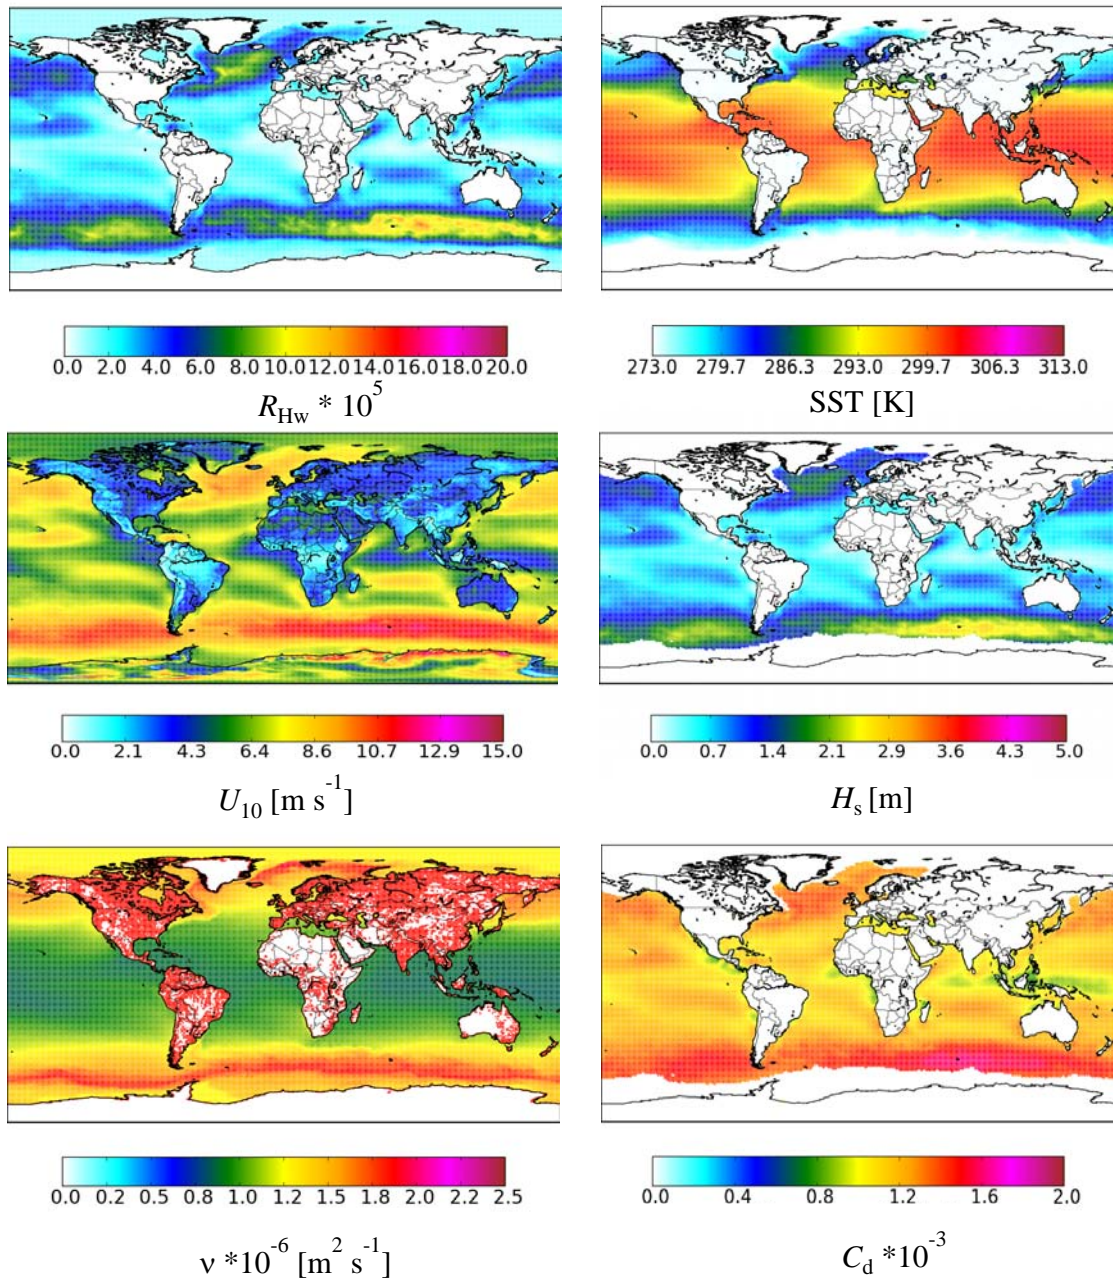 0.0 2.0 4.0 6.0 8.0 10.0 12.0 14.0 16.0 18.0 20.0
R_Hw * 10^5
273.0 279.7 286.3 293.0 299.7 306.3 313.0
SST [K]
0.0 2.1 4.3 6.4 8.6 10.7 12.9 15.0
U_10 [m s^-1]
0.0 0.7 1.4 2.1 2.9 3.6 4.3 5.0
H_s [m]
0.0 0.2 0.5 0.8 1.0 1.2 1.5 1.8 2.0 2.2 2.5
ν *10^-6 [m^2 s^-1]
0.0 0.4 0.8 1.2 1.6 2.0
C_d *10^-3